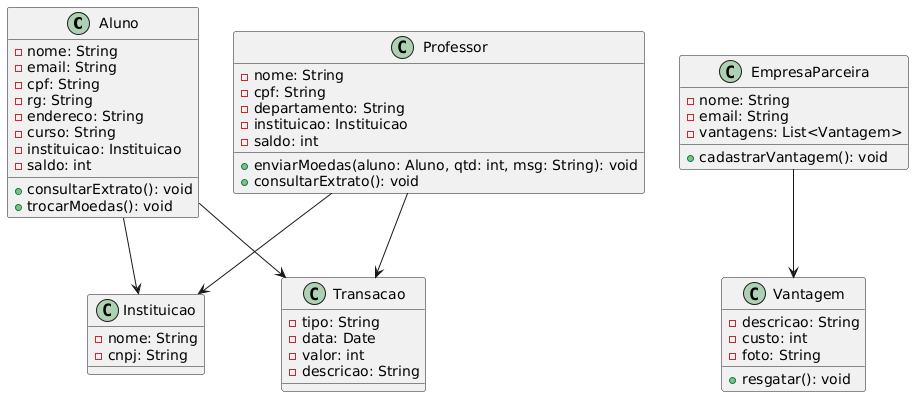 C Aluno
nome: String
email: String
cpf: String
rg: String
endereco: String
curso: String
instituicao: Instituicao
saldo: int
consultarExtrato(): void
trocarMoedas(): void
C Professor
nome: String
cpf: String
departamento: String
instituicao: Instituicao
saldo: int
enviarMoedas(aluno: Aluno, qtd: int, msg: String): void
consultarExtrato(): void
C EmpresaParceira
nome: String
email: String
vantagens: List<Vantagem>
cadastrarVantagem(): void
C Instituicao
nome: String
cnpj: String
C Transacao
tipo: String
data: Date
valor: int
descricao: String
C Vantagem
descricao: String
custo: int
foto: String
resgatar(): void